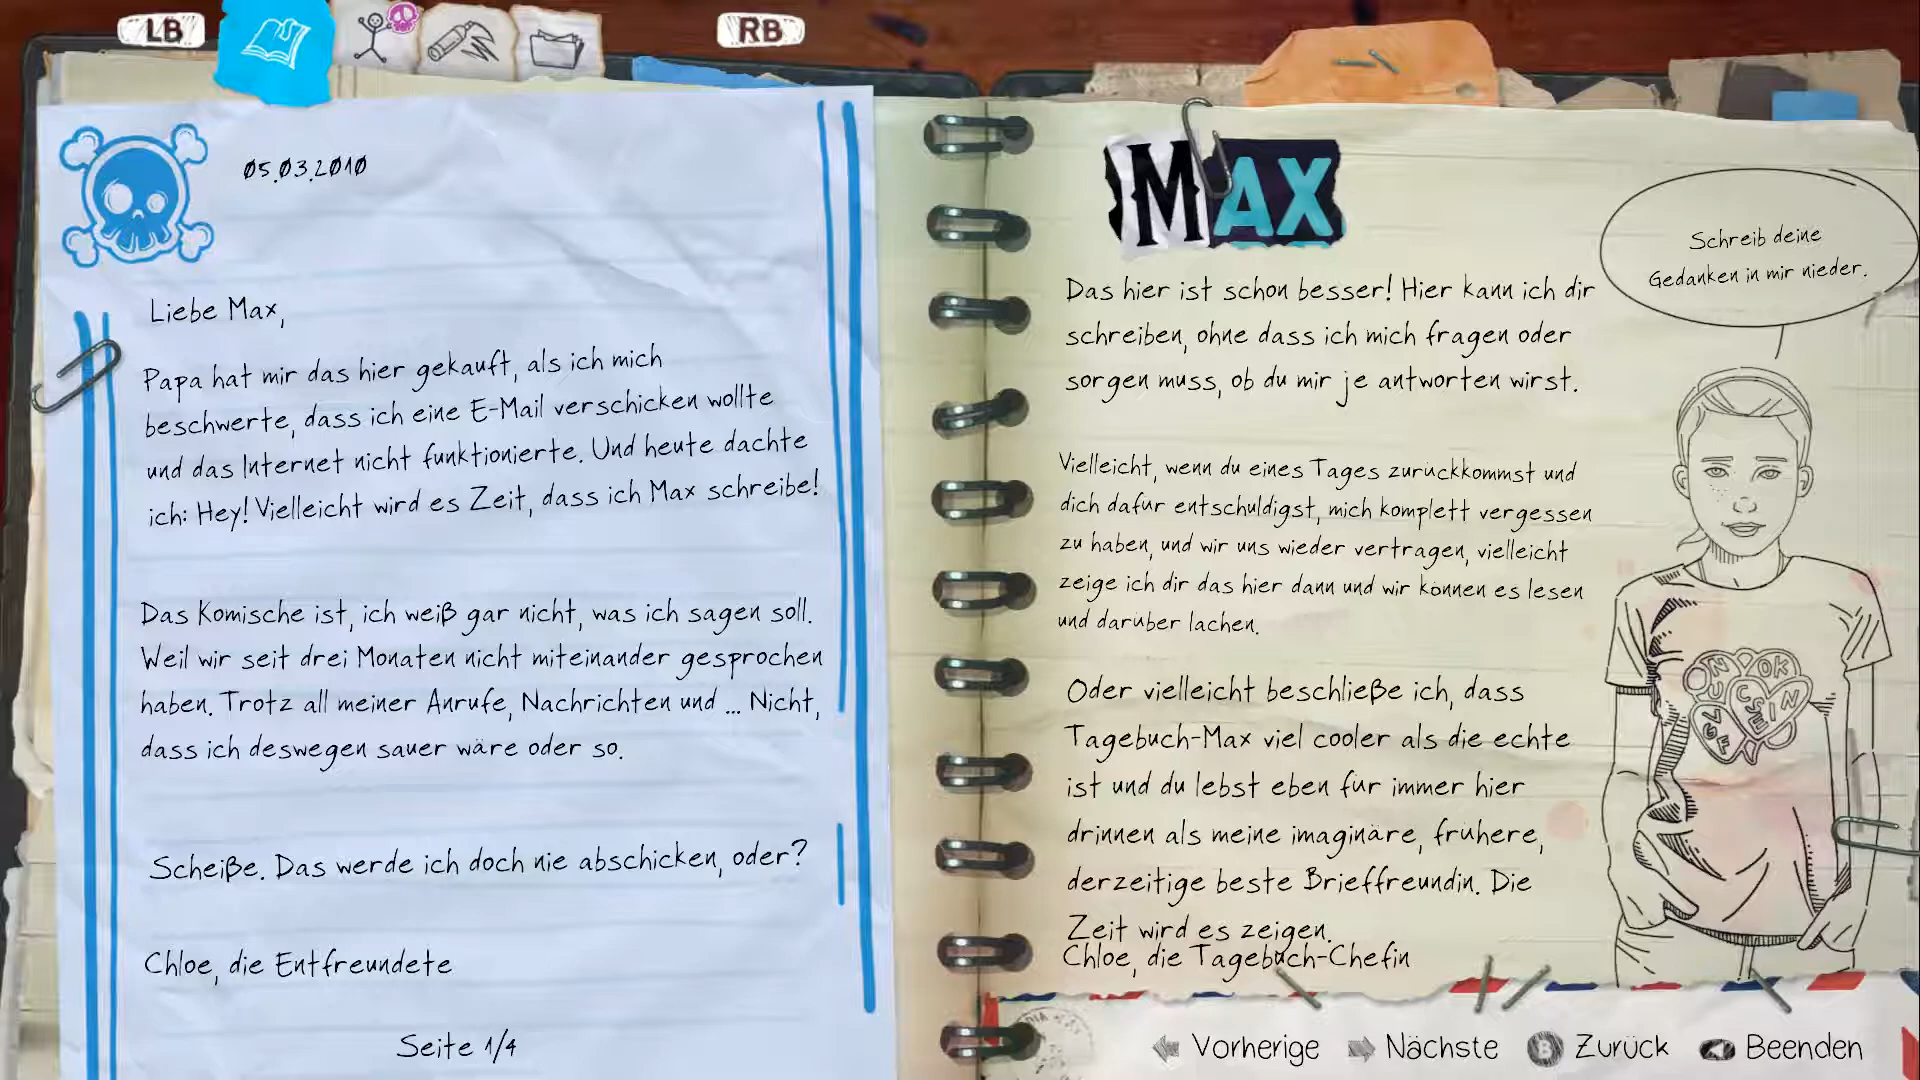 LB
RB
05.03.2010
Liebe Max,
Papa hat mir das hier gekauft, als ich mich
beschwerte, dass ich eine E-Mail verschicken wollte
und das Internet nicht funktionierte. Und heute dachte
ich: Hey! Vielleicht wird es Zeit, dass ich Max schreibe!
Das Komische ist, ich weiß gar nicht, was ich sagen soll.
Weil wir seit drei Monaten nicht miteinander gesprochen
haben. Trotz all meiner Anrufe, Nachrichten und ... Nicht,
dass ich deswegen sauer wäre oder so.
Scheiße. Das werde ich doch nie abschicken, oder?
Chloe, die Entfreundete
Seite 1/4
MAX
Schreib deine
Gedanken in mir nieder.
Das hier ist schon besser! Hier kann ich dir
schreiben, ohne dass ich mich fragen oder
sorgen muss, ob du mir je antworten wirst.
Vielleicht, wenn du eines Tages zurückkommst und
dich dafür entschuldigst, mich komplett vergessen
zu haben, und wir uns wieder vertragen, vielleicht
zeige ich dir das hier dann und wir können es lesen
und darüber lachen.
Oder vielleicht beschließe ich, dass
Tagebuch-Max viel cooler als die echte
ist und du lebst eben für immer hier
drinnen als meine imaginäre, frühere,
derzeitige beste Brieffreundin. Die
Zeit wird es zeigen.
Chloe, die Tagebuch-Chefin
Vorherige
Nächste
B Zurück
Beenden